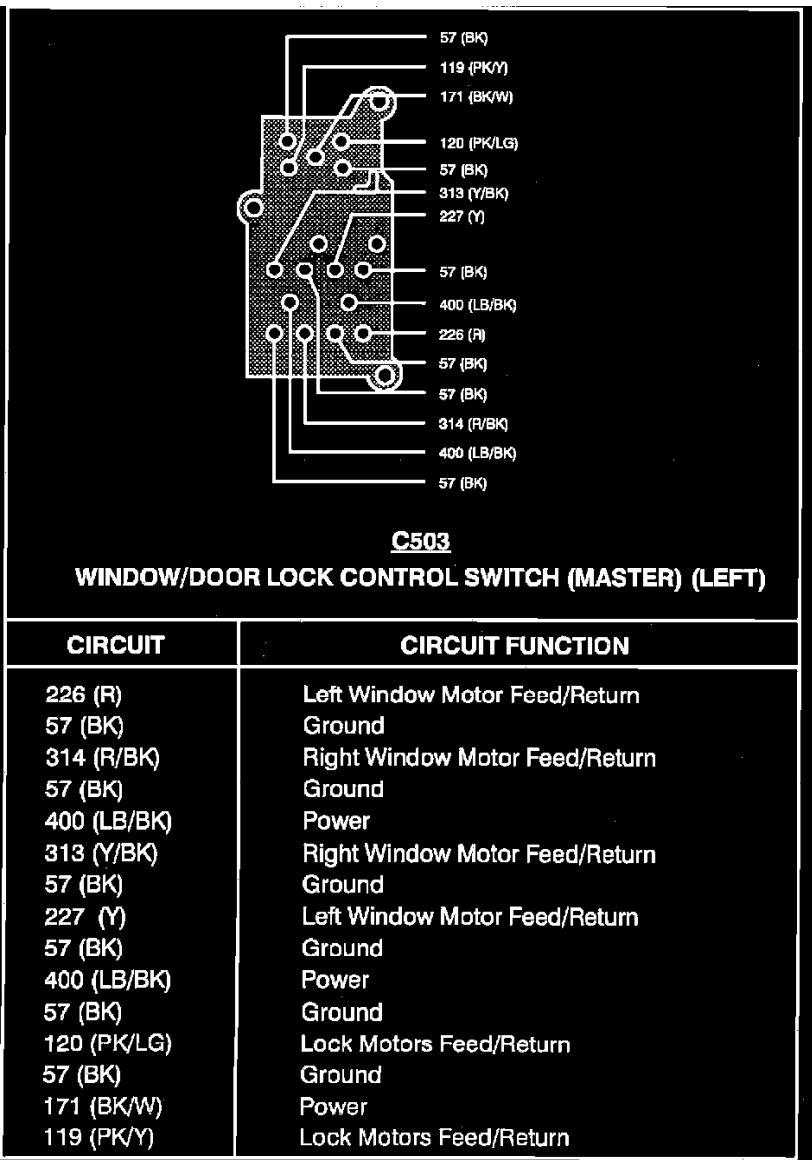 57 (BK)
119 (PK/Y)
171 (BK/W)
120 (PK/LG)
57 (BK)
313 (Y/BK)
227 (Y)
57 (BK)
400 (LB/BK)
226 (R)
57 (BK)
57 (BK)
314 (R/BK)
400 (LB/BK)
57 (BK)
C503
WINDOW/DOOR LOCK CONTROL SWITCH (MASTER) (LEFT)
CIRCUIT CIRCUIT FUNCTION
226 (R) Left Window Motor Feed/Return
57 (BK) Ground
314 (R/BK) Right Window Motor Feed/Return
57 (BK) Ground
400 (LB/BK) Power
313 (Y/BK) Right Window Motor Feed/Return
57 (BK) Ground
227 (Y) Left Window Motor Feed/Return
57 (BK) Ground
400 (LB/BK) Power
57 (BK) Ground
120 (PK/LG) Lock Motors Feed/Return
57 (BK) Ground
171 (BK/W) Power
119 (PK/Y) Lock Motors Feed/Return